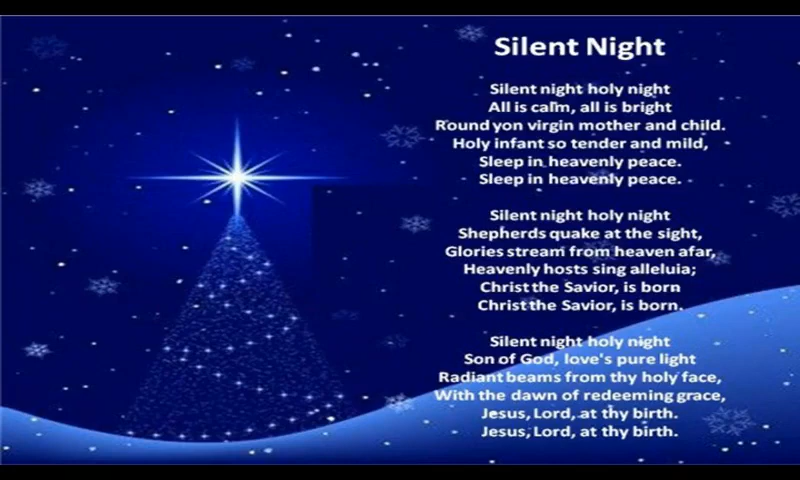 Silent Night
Silent night holy night
All is calm, all is bright
Round yon virgin mother and child.
Holy infant so tender and mild,
Sleep in heavenly peace.
Sleep in heavenly peace.
Silent night holy night
Shepherds quake at the sight,
Glories stream from heaven afar,
Heavenly hosts sing alleluia;
Christ the Savior, is born
Christ the Savior, is born.
Silent night holy night
Son of God, love's pure light
Radiant beams from thy holy face,
With the dawn of redeeming grace,
Jesus, Lord, at thy birth.
Jesus, Lord, at thy birth.